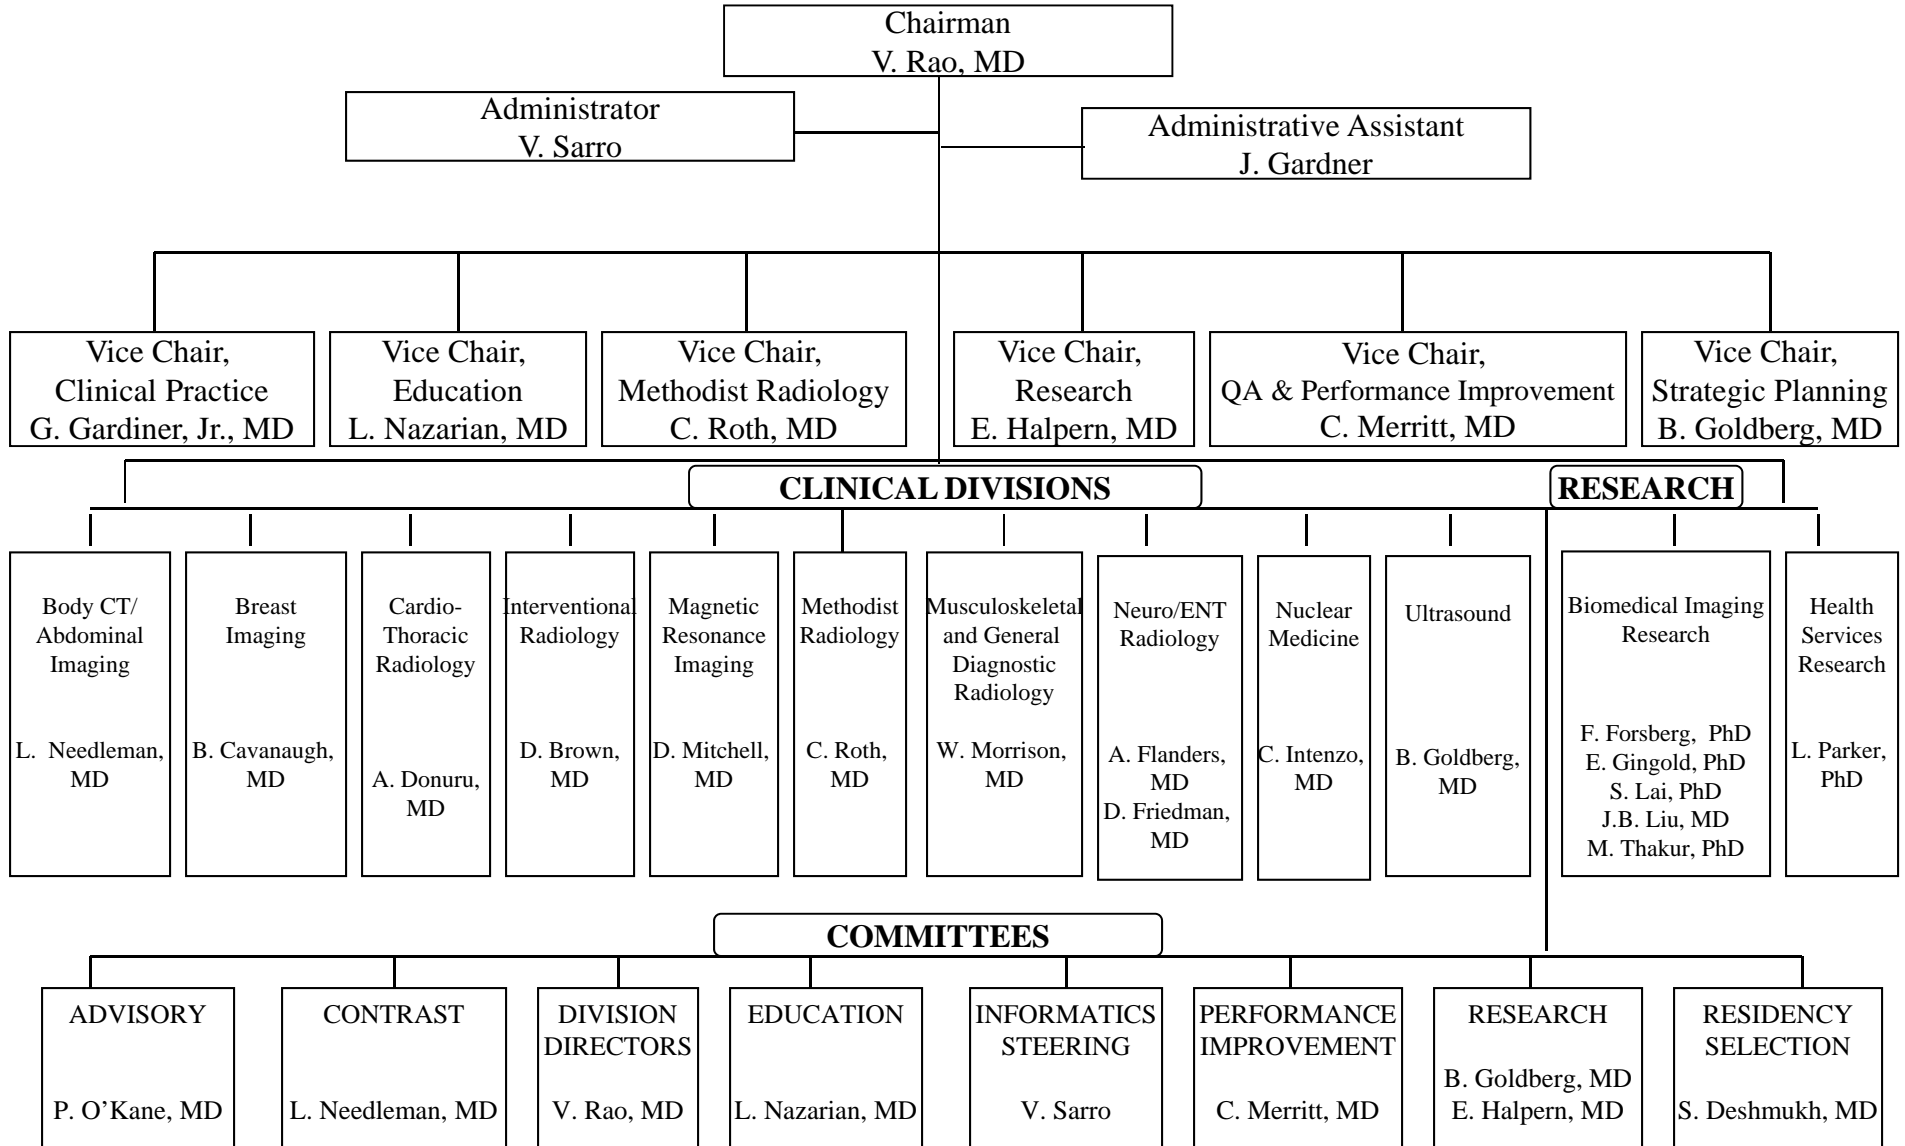 Chairman
V. Rao, MD
Administrator
V. Sarro
Administrative Assistant
J. Gardner
Vice Chair,
Clinical Practice
G. Gardiner, Jr., MD
Vice Chair,
Education
L. Nazarian, MD
Vice Chair,
Methodist Radiology
C. Roth, MD
Vice Chair,
Research
E. Halpern, MD
Vice Chair,
QA & Performance Improvement
C. Merritt, MD
Vice Chair,
Strategic Planning
B. Goldberg, MD
CLINICAL DIVISIONS
RESEARCH
Body CT/
Abdominal
Imaging
L. Needleman,
MD
Breast
Imaging
B. Cavanaugh,
MD
Cardio-
Thoracic
Radiology
A. Donuru,
MD
Interventional
Radiology
D. Brown,
MD
Magnetic
Resonance
Imaging
D. Mitchell,
MD
Methodist
Radiology
C. Roth,
MD
Musculoskeletal
and General
Diagnostic
Radiology
W. Morrison,
MD
Neuro/ENT
Radiology
A. Flanders,
MD
D. Friedman,
MD
Nuclear
Medicine
C. Intenzo,
MD
Ultrasound
B. Goldberg,
MD
Biomedical Imaging
Research
F. Forsberg, PhD
E. Gingold, PhD
S. Lai, PhD
J.B. Liu, MD
M. Thakur, PhD
Health
Services
Research
L. Parker,
PhD
COMMITTEES
ADVISORY
P. O’Kane, MD
CONTRAST
L. Needleman, MD
DIVISION
DIRECTORS
V. Rao, MD
EDUCATION
L. Nazarian, MD
INFORMATICS
STEERING
V. Sarro
PERFORMANCE
IMPROVEMENT
C. Merritt, MD
RESEARCH
B. Goldberg, MD
E. Halpern, MD
RESIDENCY
SELECTION
S. Deshmukh, MD